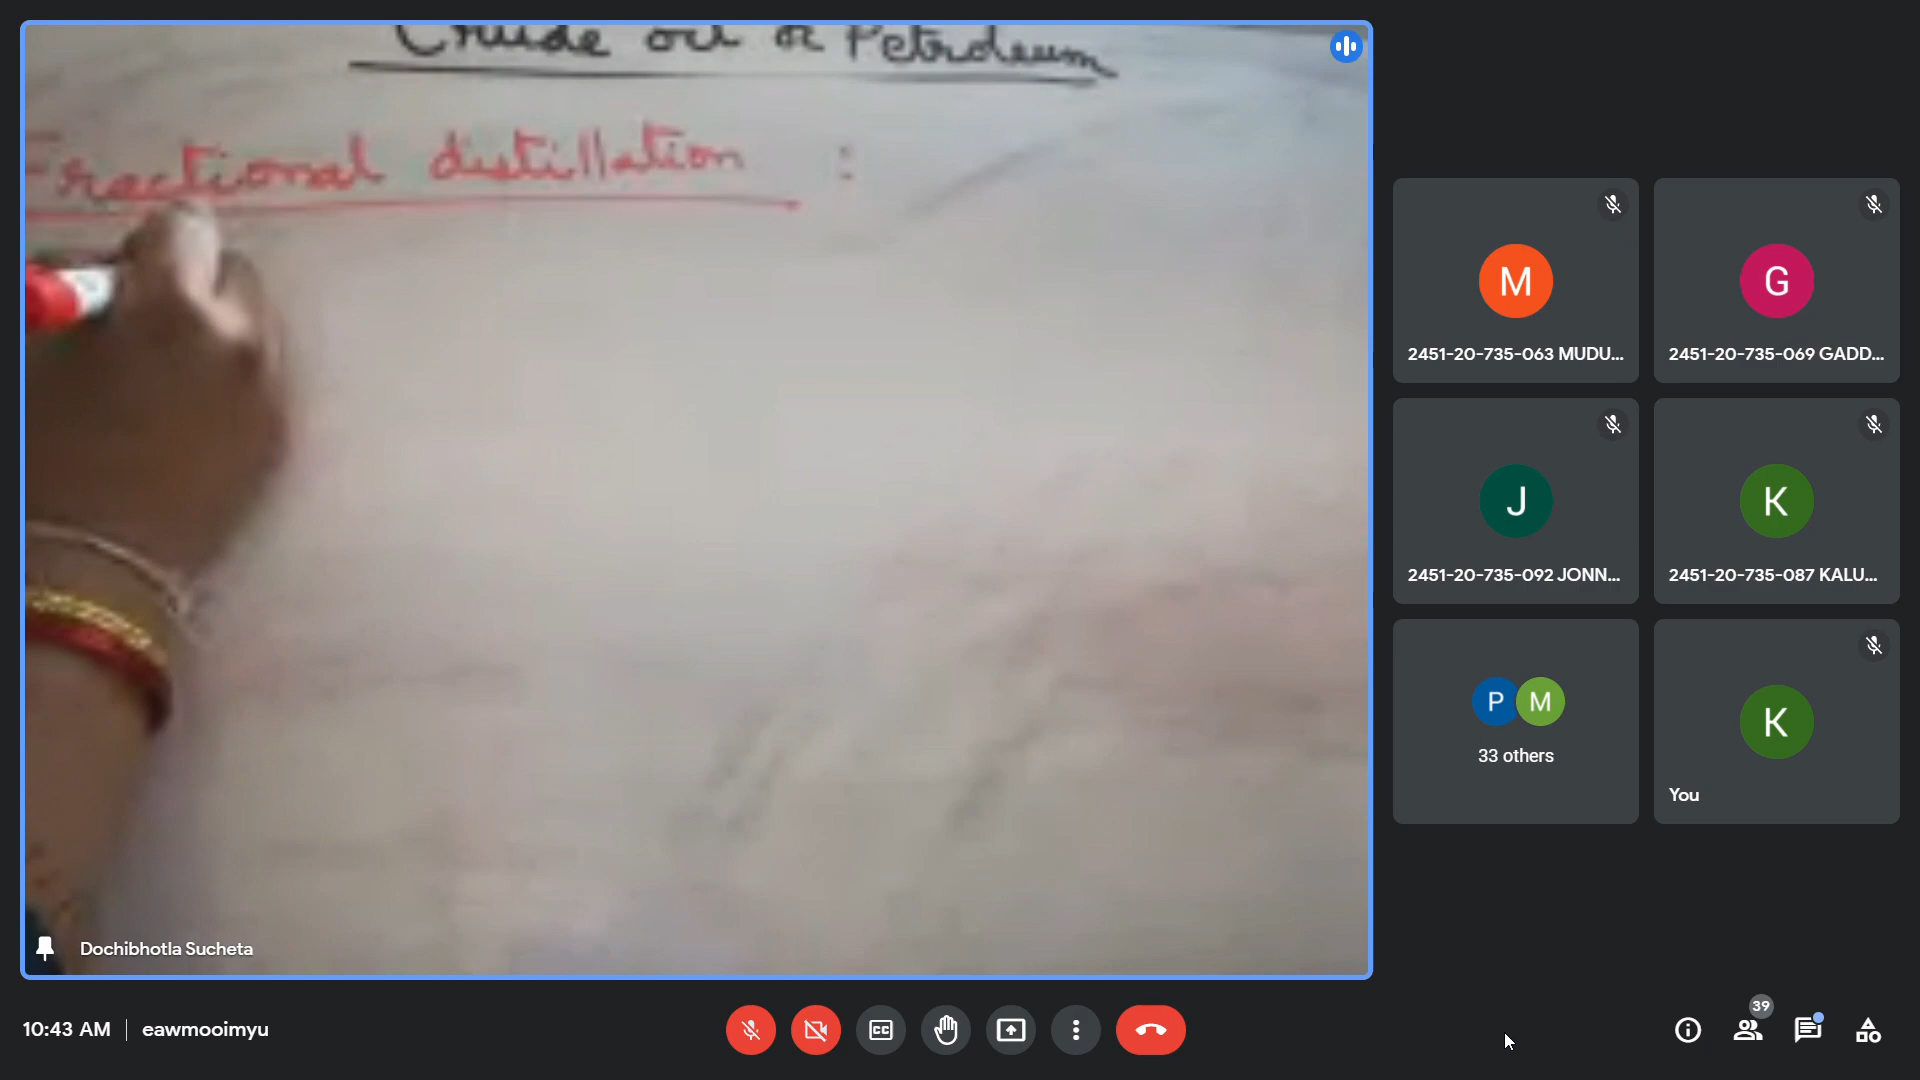 Crude oil or Petroleum
Fractional distillation :
Dochibhotla Sucheta
M
2451-20-735-063 MUDU...
G
2451-20-735-069 GADD...
J
2451-20-735-092 JONN...
K
2451-20-735-087 KALU...
P M
33 others
K
You
10:43 AM | eawmooimyu
CC
39